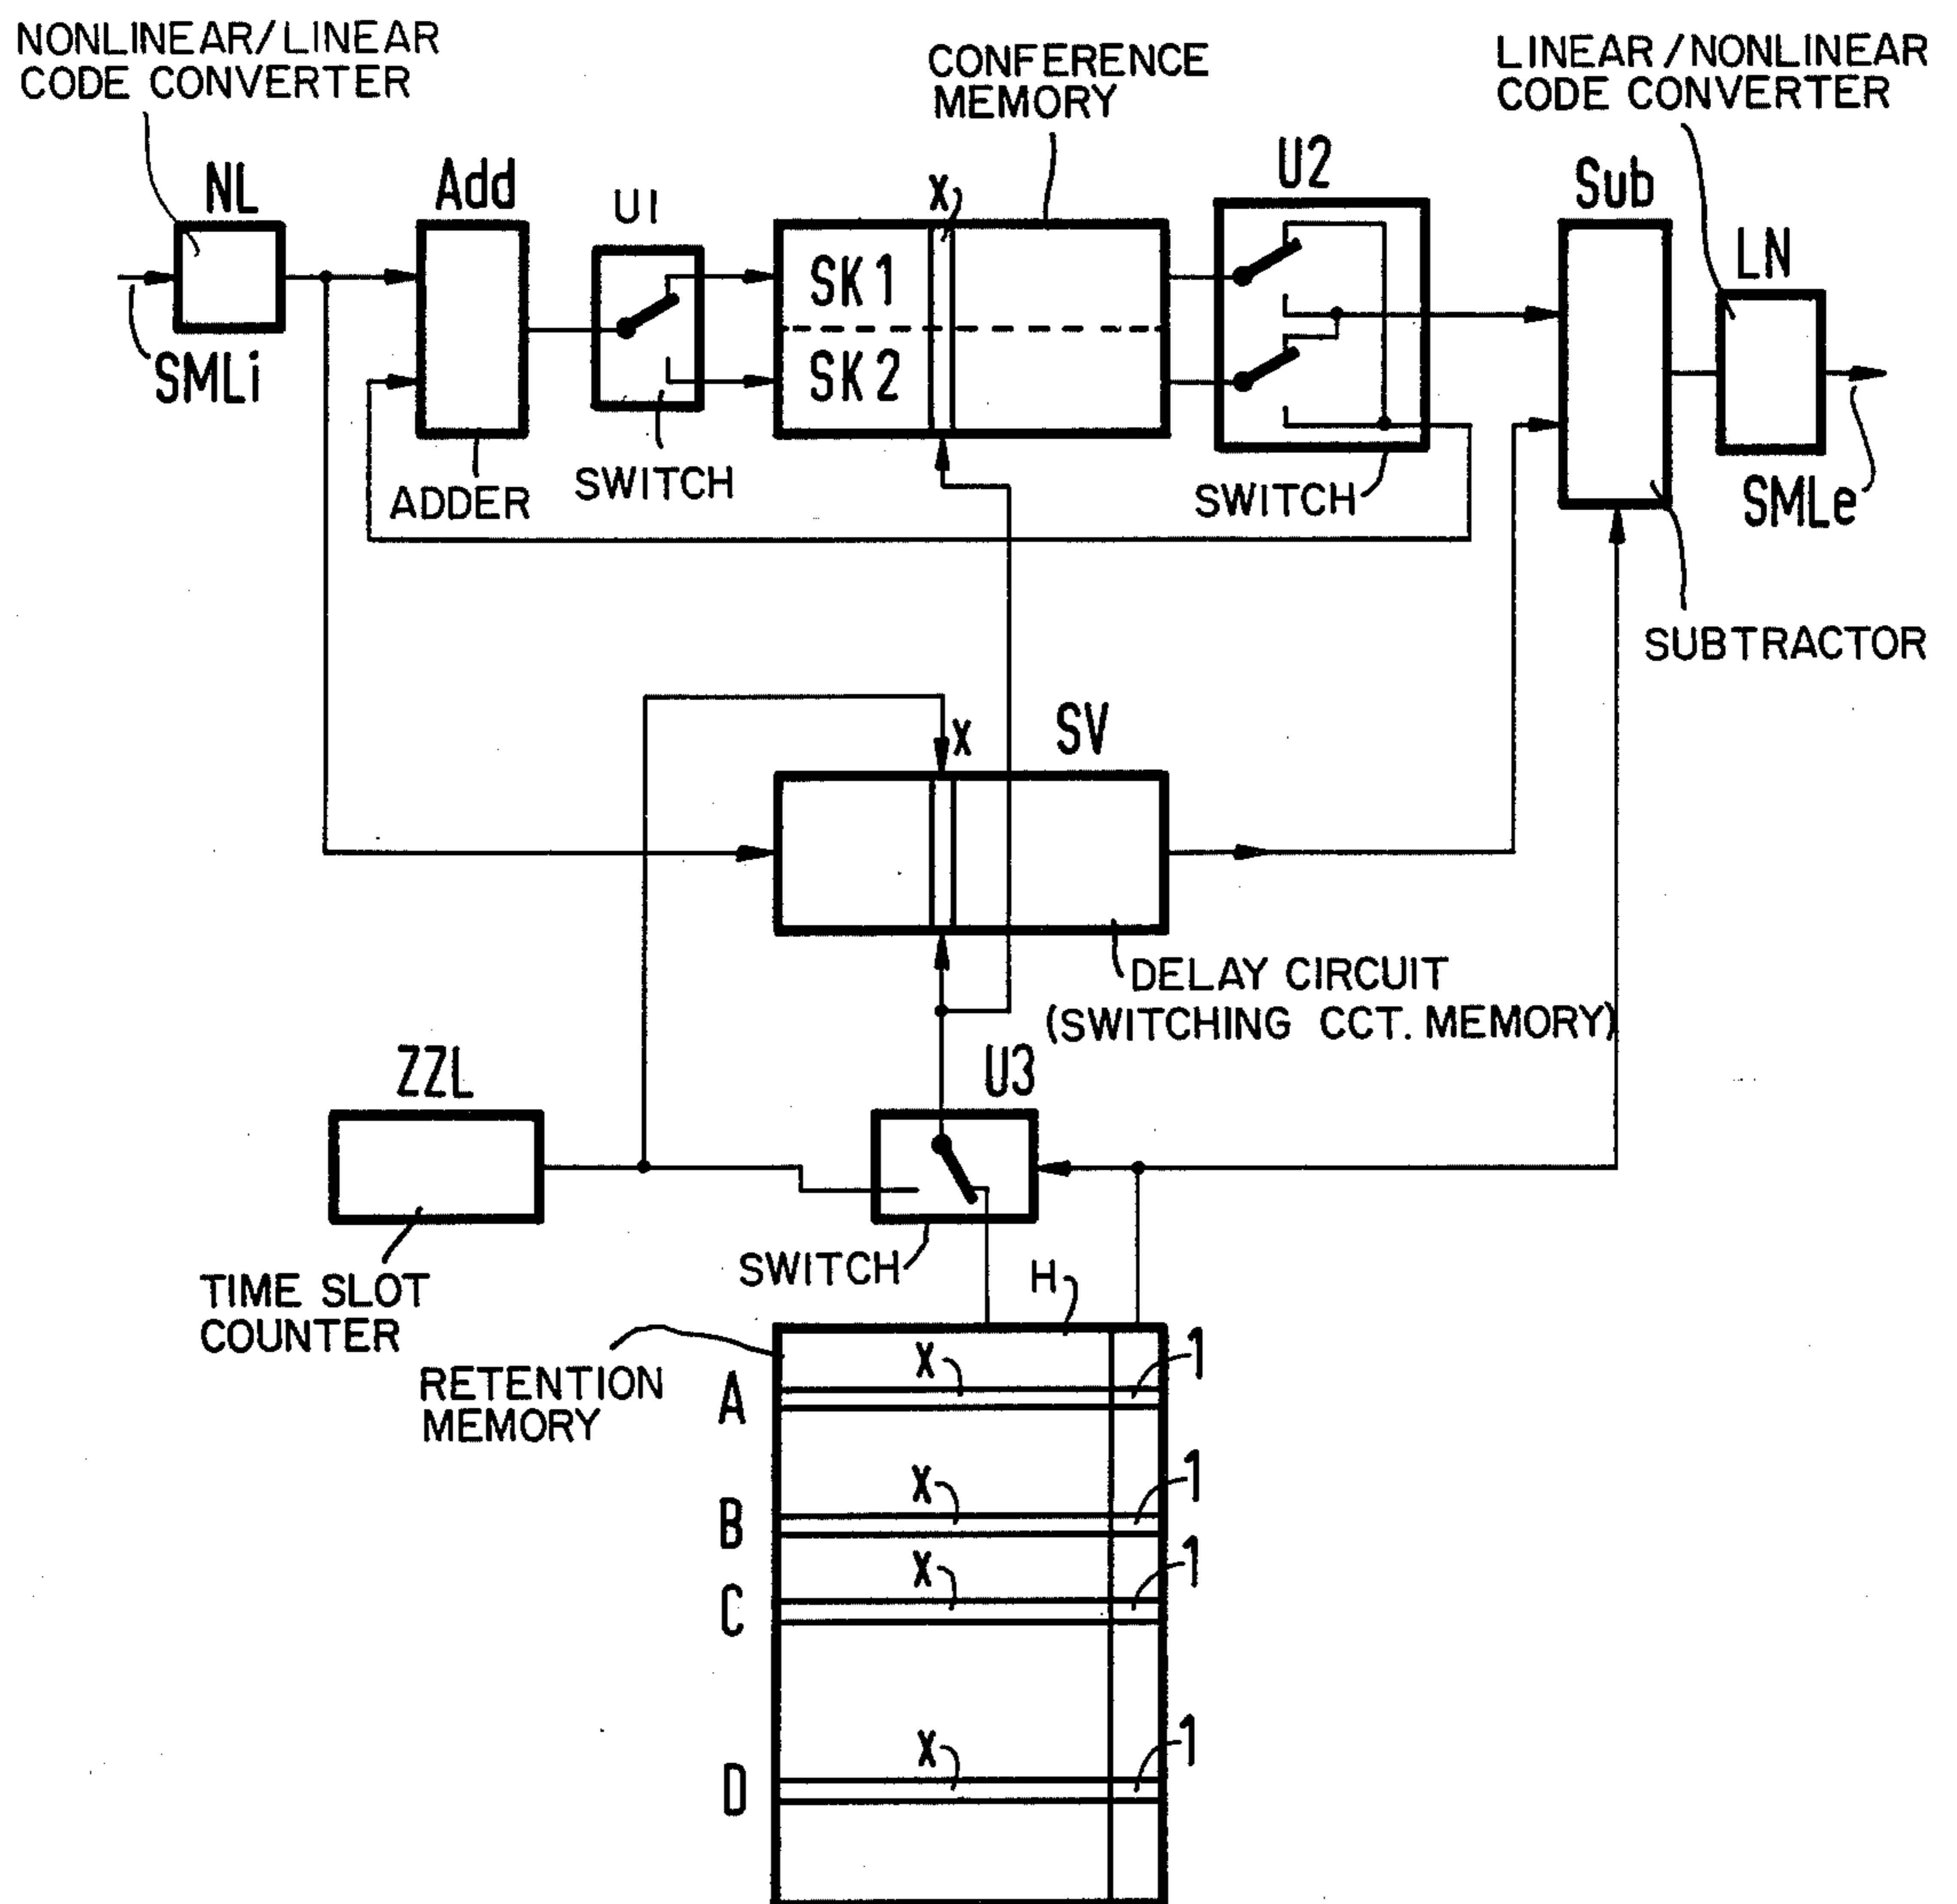 NONLINEAR/LINEAR
CODE CONVERTER
CONFERENCE
MEMORY
LINEAR/NONLINEAR
CODE CONVERTER
NL
Add
U1
X
U2
Sub
LN
SK1
SK2
SMLi
ADDER
SWITCH
SWITCH
SMLe
SUBTRACTOR
X
SV
DELAY CIRCUIT
(SWITCHING CCT. MEMORY)
ZZL
U3
TIME SLOT
COUNTER
SWITCH
H
RETENTION
MEMORY
A
X
1
B
X
1
C
X
1
D
X
1